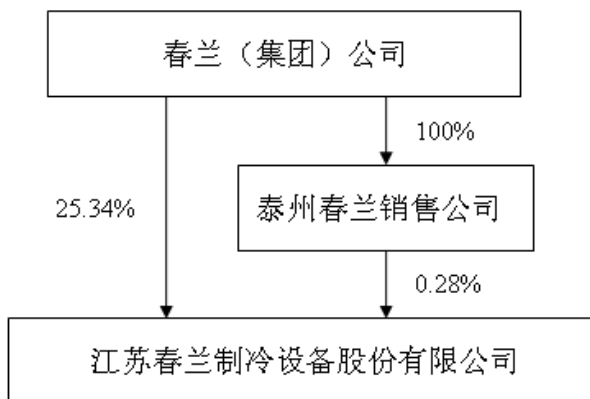 春兰（集团）公司
100%
25.34%
泰州春兰销售公司
0.28%
江苏春兰制冷设备股份有限公司